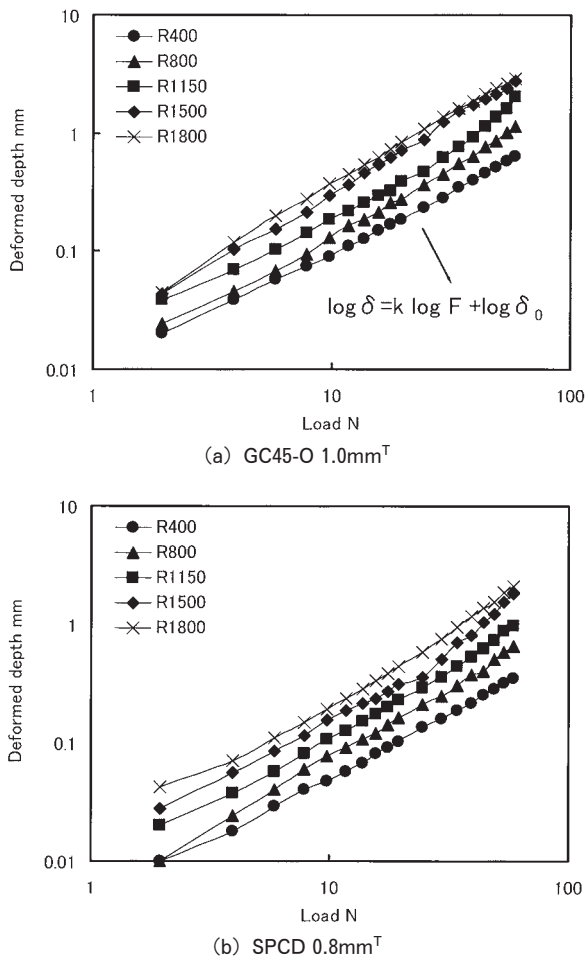 10
R400
R800
R1150
R1500
R1800
1
0.1
0.01
Deformed depth mm
log δ =k log F +log δ 0
1
10
100
Load N
(a) GC45-O 1.0mmT
10
R400
R800
R1150
R1500
R1800
1
0.1
0.01
Deformed depth mm
1
10
100
Load N
(b) SPCD 0.8mmT